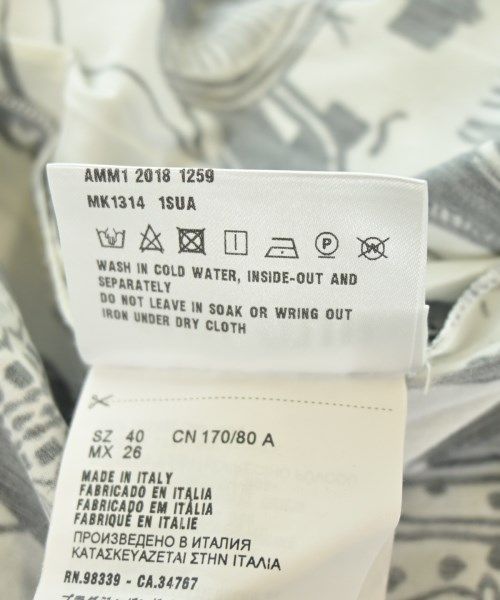 AMM1 2018 1259
MK1314 1SUA
P W
WASH IN COLD WATER, INSIDE-OUT AND
SEPARATELY
DO NOT LEAVE IN SOAK OR WRING OUT
IRON UNDER DRY CLOTH
SZ 40 CN 170/80 A
MX 26
MADE IN ITALY
FABRICADO EN ITALIA
FABRICADO EM ITÁLIA
FABRIQUÉ EN ITALIE
ПРОИЗВЕДЕНО В ИТАЛИЯ
ΚΑΤΑΣΚΕΥΑΖΕΤΑΙ ΣΤΗΝ ΙΤΑΛΙΑ
RN.98339 - CA.34767